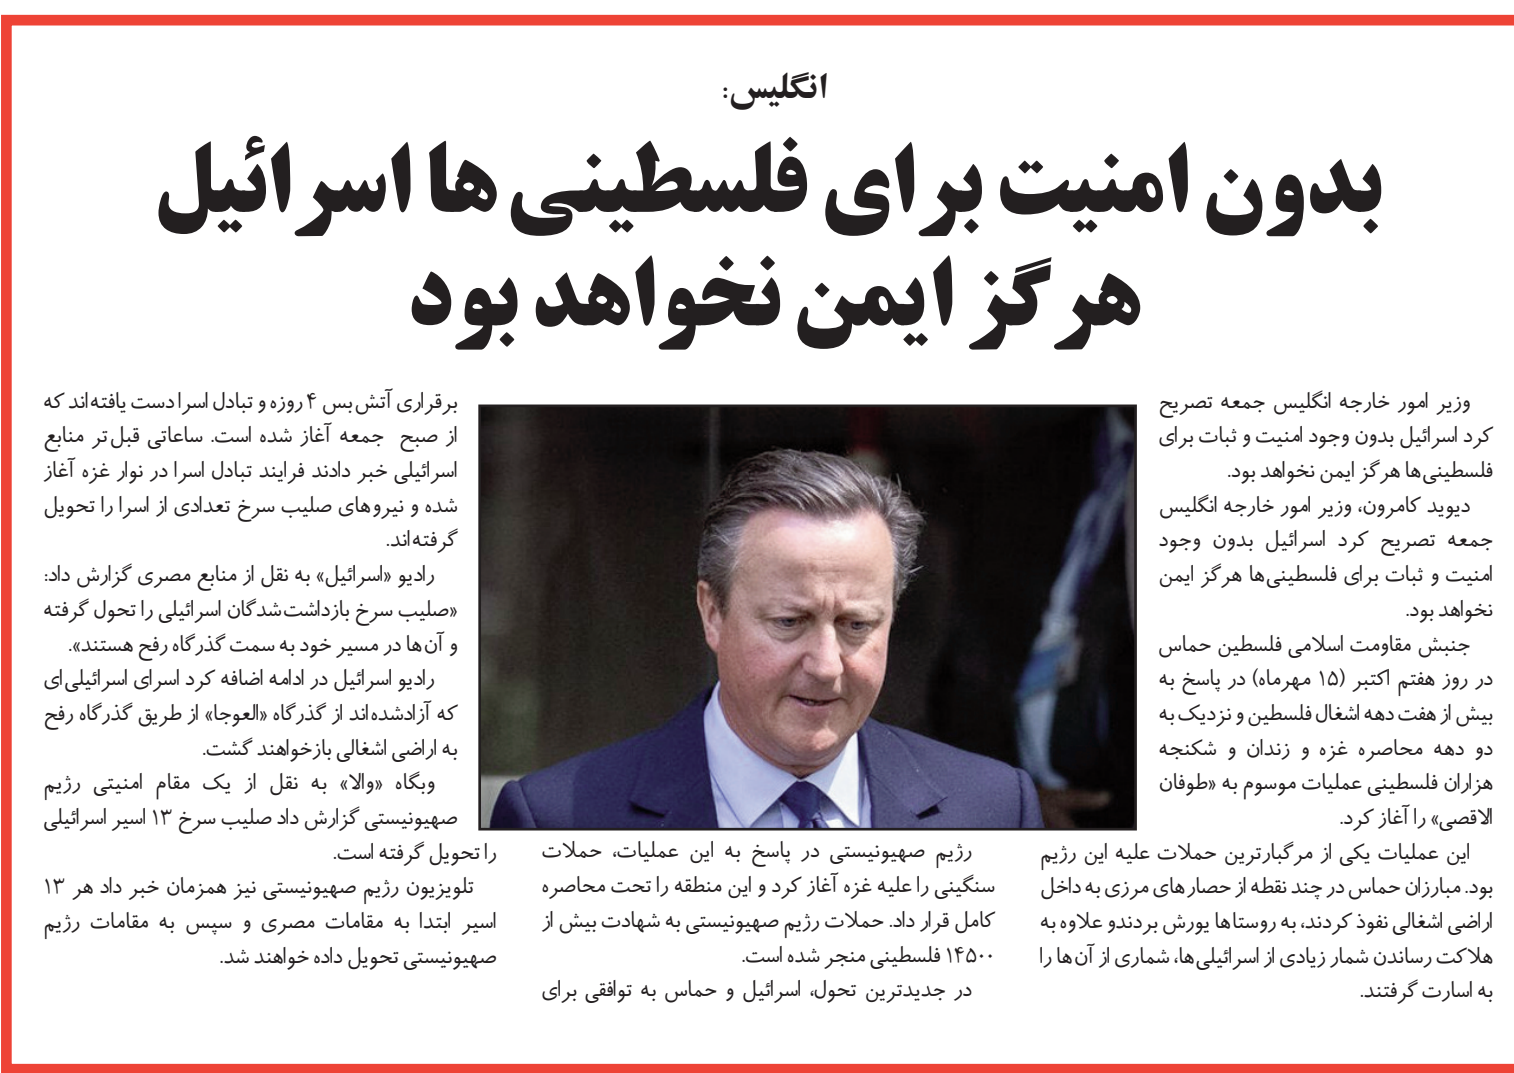 انگلیس:
بدون امنیت برای فلسطینی ها اسرائیل
هرگز ایمن نخواهد بود
وزیر امور خارجه انگلیس جمعه تصریح
کرد اسرائیل بدون وجود امنیت و ثبات برای
فلسطینی‌ها هرگز ایمن نخواهد بود.
دیوید کامرون، وزیر امور خارجه انگلیس
جمعه تصریح کرد اسرائیل بدون وجود
امنیت و ثبات برای فلسطینی‌ها هرگز ایمن
نخواهد بود.
جنبش مقاومت اسلامی فلسطین حماس
در روز هفتم اکتبر (۱۵ مهرماه) در پاسخ به
بیش از هفت دهه اشغال فلسطین و نزدیک به
دو دهه محاصره غزه و زندان و شکنجه
هزاران فلسطینی عملیات موسوم به «طوفان
الاقصی» را آغاز کرد.
این عملیات یکی از مرگبارترین حملات علیه این رژیم
بود. مبارزان حماس در چند نقطه از حصارهای مرزی به داخل
اراضی اشغالی نفوذ کردند، به روستاها یورش بردندو علاوه به
هلاکت رساندن شمار زیادی از اسرائیلی‌ها، شماری از آن‌ها را
به اسارت گرفتند.
رژیم صهیونیستی در پاسخ به این عملیات، حملات
سنگینی را علیه غزه آغاز کرد و این منطقه را تحت محاصره
کامل قرار داد. حملات رژیم صهیونیستی به شهادت بیش از
۱۴۵۰۰ فلسطینی منجر شده است.
در جدیدترین تحول، اسرائیل و حماس به توافقی برای
برقراری آتش‌بس ۴ روزه و تبادل اسرا دست یافته‌اند که
از صبح جمعه آغاز شده است. ساعاتی قبل‌تر منابع
اسرائیلی خبر دادند فرایند تبادل اسرا در نوار غزه آغاز
شده و نیروهای صلیب سرخ تعدادی از اسرا را تحویل
گرفته‌اند.
رادیو «اسرائیل» به نقل از منابع مصری گزارش داد:
«صلیب سرخ بازداشت‌شدگان اسرائیلی را تحول گرفته
و آن‌ها در مسیر خود به سمت گذرگاه رفح هستند».
رادیو اسرائیل در ادامه اضافه کرد اسرای اسرائیلی‌ای
که آزادشده‌اند از گذرگاه «العوجا» از طریق گذرگاه رفح
به اراضی اشغالی بازخواهند گشت.
وبگاه «والا» به نقل از یک مقام امنیتی رژیم
صهیونیستی گزارش داد صلیب سرخ ۱۳ اسیر اسرائیلی
را تحویل گرفته است.
تلویزیون رژیم صهیونیستی نیز همزمان خبر داد هر ۱۳
اسیر ابتدا به مقامات مصری و سپس به مقامات رژیم
صهیونیستی تحویل داده خواهند شد.